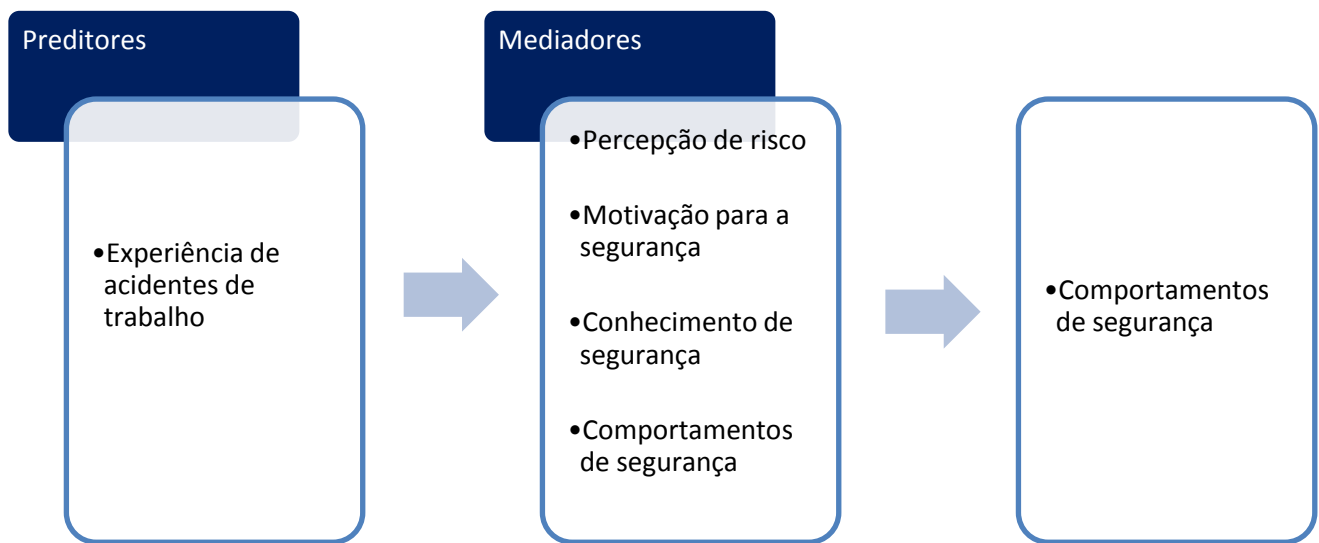 Preditores
•Experiência de
acidentes de
trabalho
Mediadores
•Percepção de risco
•Motivação para a
segurança
•Conhecimento de
segurança
•Comportamentos
de segurança
•Comportamentos
de segurança